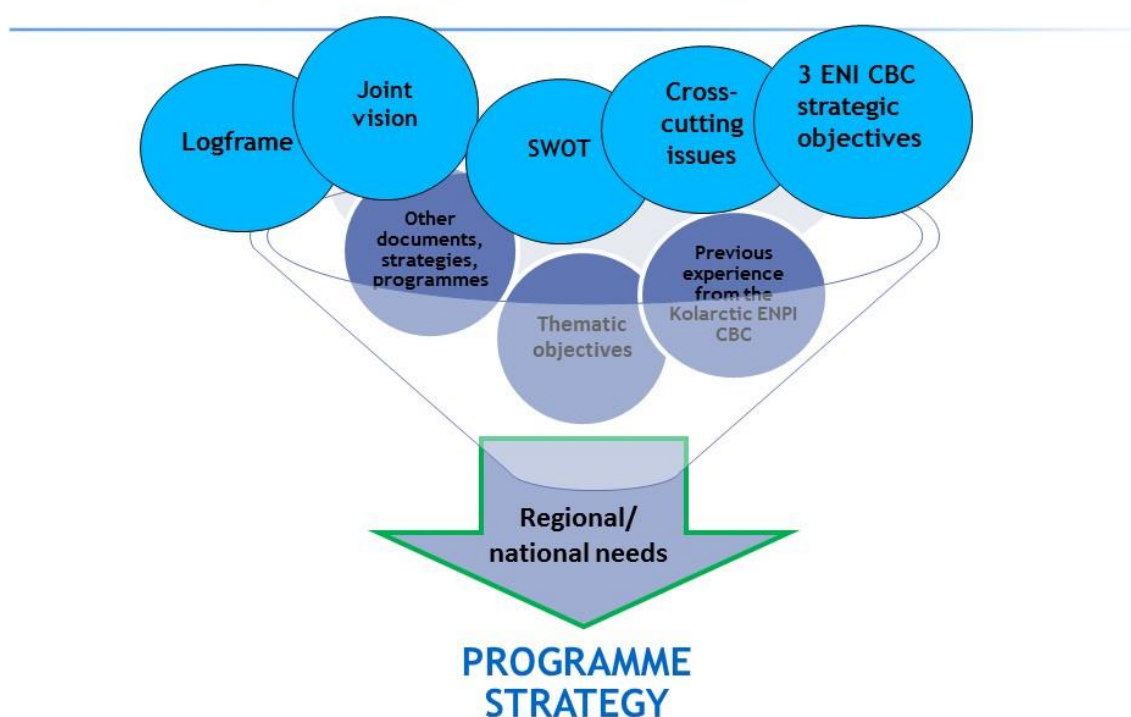 Logframe
Joint
vision
SWOT
Cross-
cutting
issues
3 ENI CBC
strategic
objectives
Other
documents,
strategies,
programmes
Thematic
objectives
Previous
experience
from the
Kolarctic ENPI
CBC
Regional/
national needs
PROGRAMME
STRATEGY